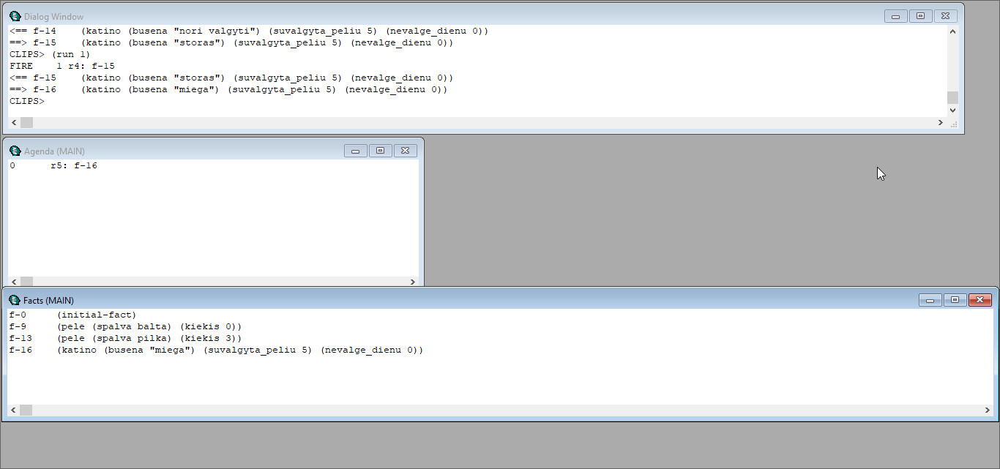 Dialog Window
<== f-14    (katino (busena "nori valgyti") (suvalgyta_peliu 5) (nevalge_dienu 0))
==> f-15    (katino (busena "storas") (suvalgyta_peliu 5) (nevalge_dienu 0))
CLIPS> (run 1)
FIRE    1 r4: f-15
<== f-15    (katino (busena "storas") (suvalgyta_peliu 5) (nevalge_dienu 0))
==> f-16    (katino (busena "miega") (suvalgyta_peliu 5) (nevalge_dienu 0))
CLIPS>
Agenda (MAIN)
0      r5: f-16
Facts (MAIN)
f-0     (initial-fact)
f-9     (pele (spalva balta) (kiekis 0))
f-13    (pele (spalva pilka) (kiekis 3))
f-16    (katino (busena "miega") (suvalgyta_peliu 5) (nevalge_dienu 0))